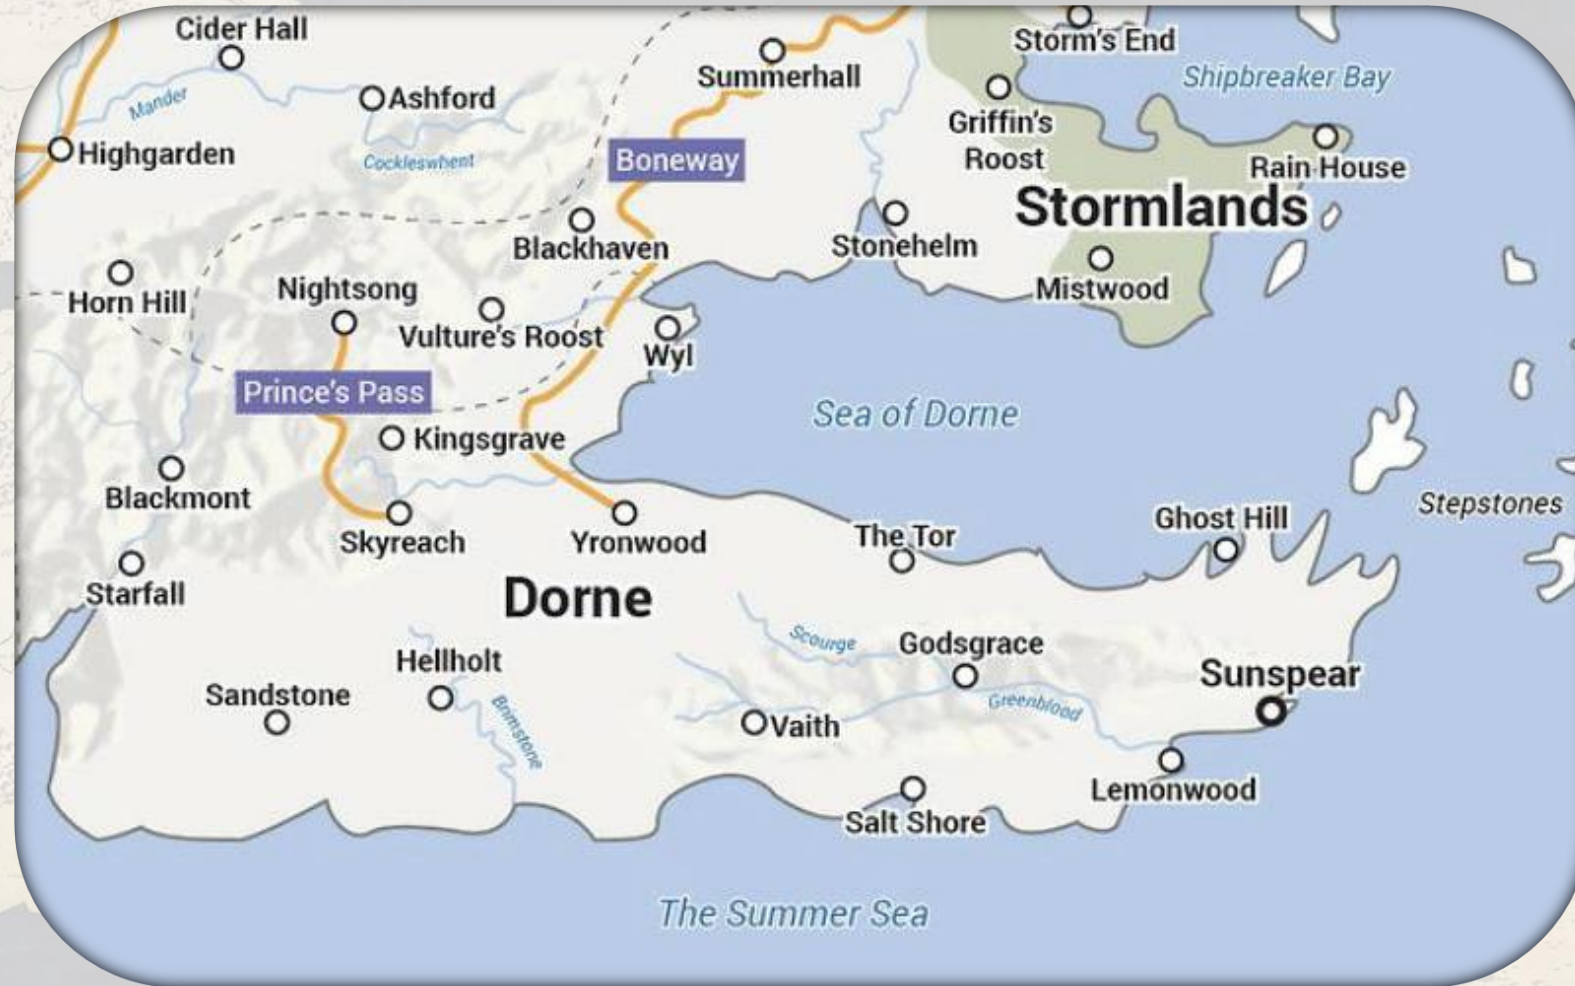 Cider Hall
Storm's End
Summerhall
Shipbreaker Bay
Mander
Ashford
Griffin's
Roost
Highgarden
Cockleswhent
Boneway
Rain House
Stormlands
Blackhaven
Stonehelm
Mistwood
Horn Hill
Nightsong
Vulture's Roost
Wyl
Prince's Pass
Sea of Dorne
Kingsgrave
Blackmont
Stepstones
Skyreach
Yronwood
The Tor
Ghost Hill
Starfall
Dorne
Scourge
Godsgrace
Hellholt
Sunspear
Sandstone
Brimstone
Greenblood
Vaith
Lemonwood
Salt Shore
The Summer Sea